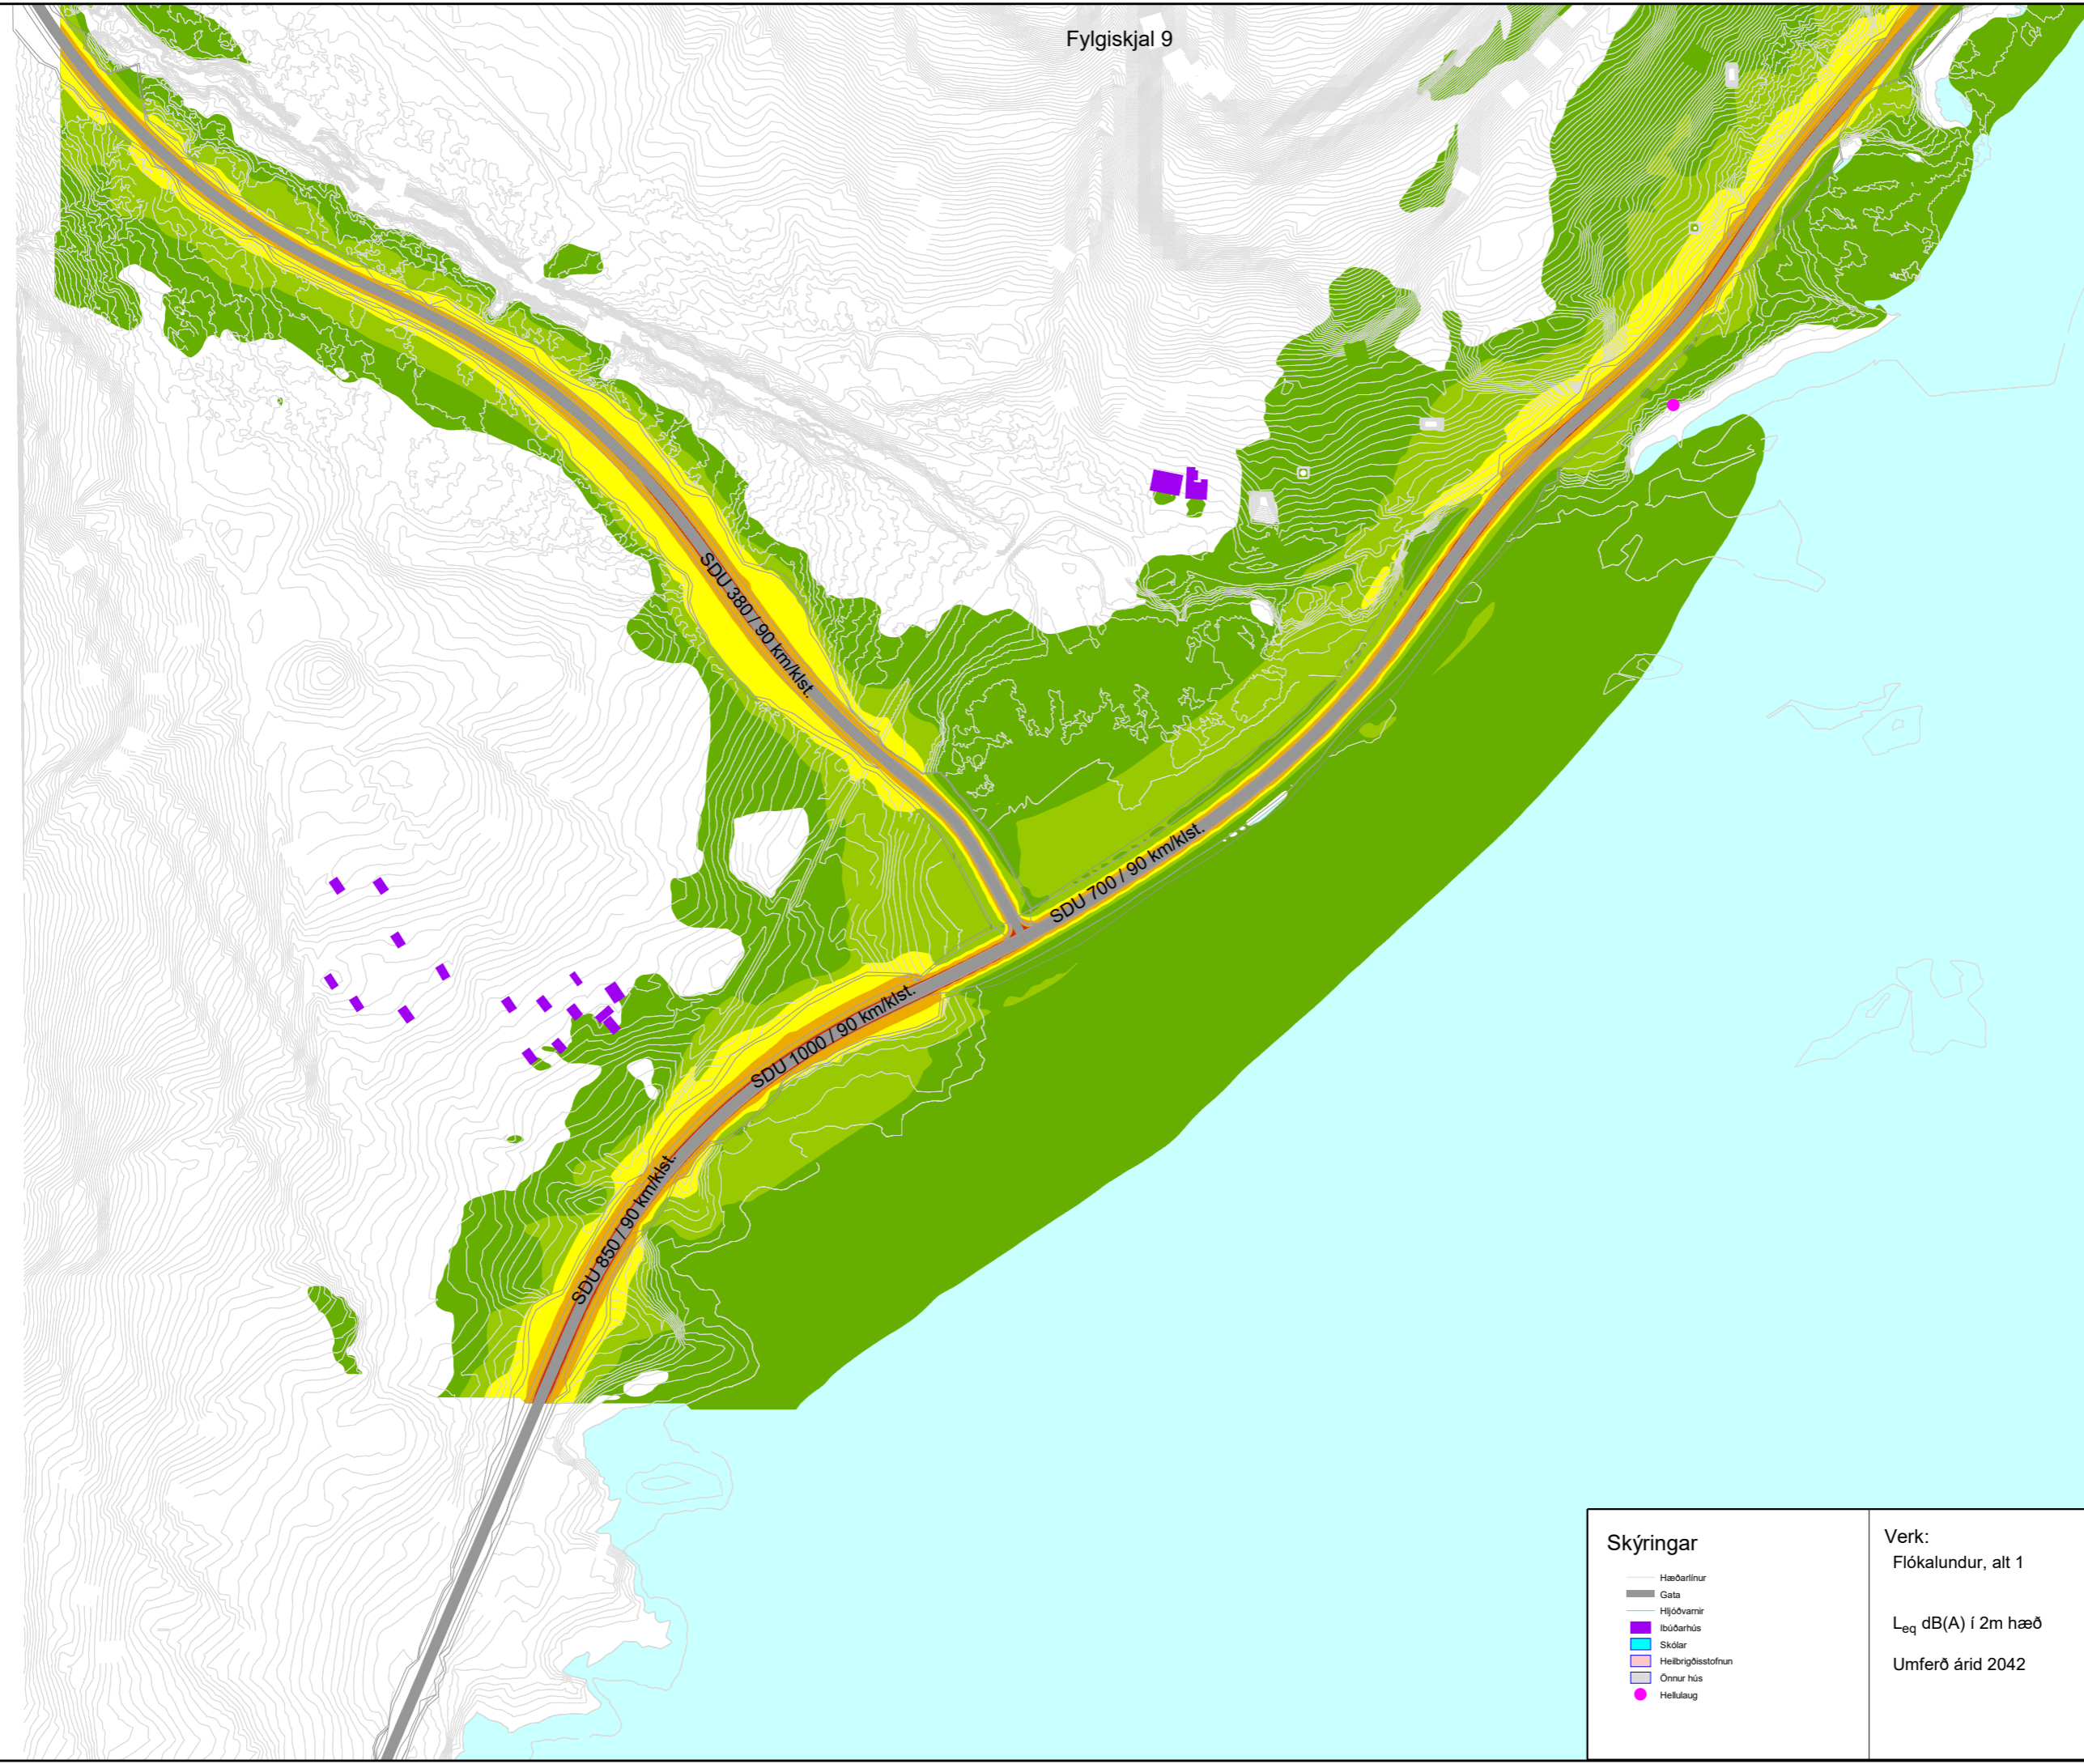 Fylgiskjal 9
SDU 380 / 90 km/klst.
SDU 700 / 90 km/klst.
SDU 1000 / 90 km/klst.
SDU 850 / 90 km/klst.
Skýringar
Hæðarlínur
Gata
Hljóðvarnir
Íbúðarhús
Skólar
Heilbrigðisstofnun
Önnur hús
Hellulaug
Verk:
Flókalundur, alt 1
Leq dB(A) í 2m hæð
Umferð árid 2042